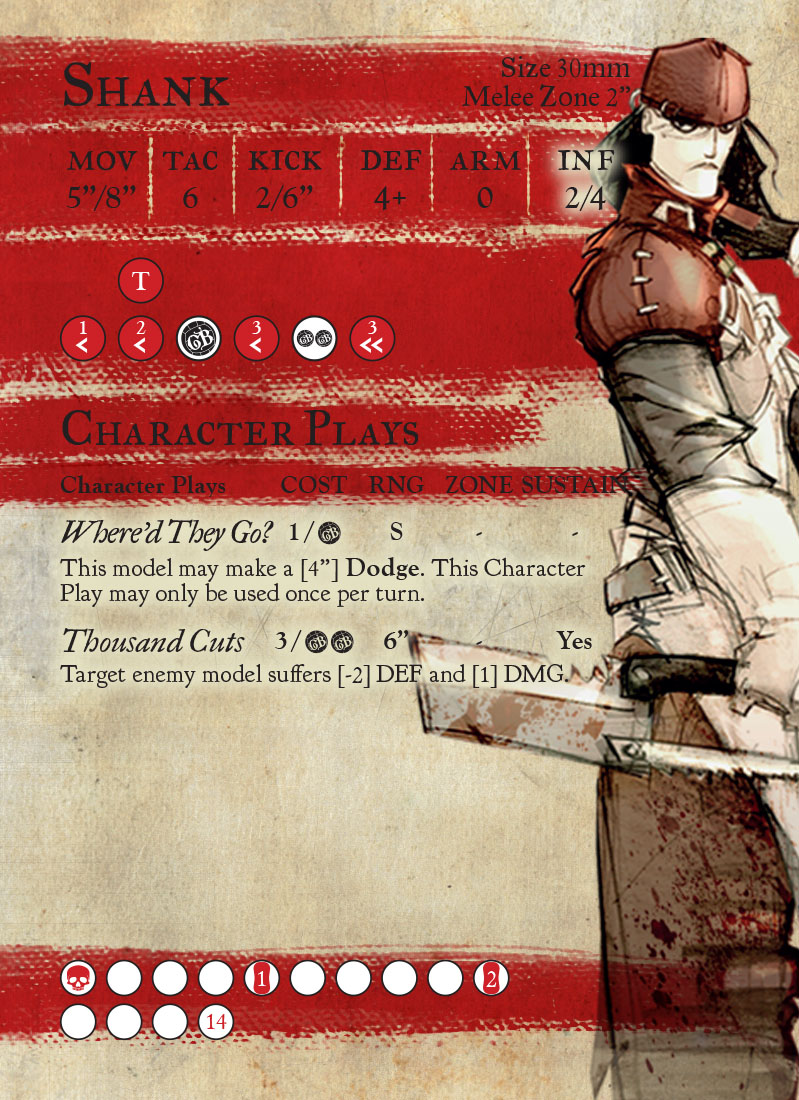 SHANK
Size 30mm
Melee Zone 2”
MOV TAC KICK DEF ARM INF
5”/8” 6 2/6” 4+ 0 2/4
T
1 < 2 < GB 3 < GB GB 3 <<
CHARACTER PLAYS
Character Plays COST RNG ZONE SUSTAIN
Where’d They Go? 1/GB S - -
This model may make a [4”] Dodge. This Character
Play may only be used once per turn.
Thousand Cuts 3/GB GB 6” - Yes
Target enemy model suffers [-2] DEF and [1] DMG.
1 2
14